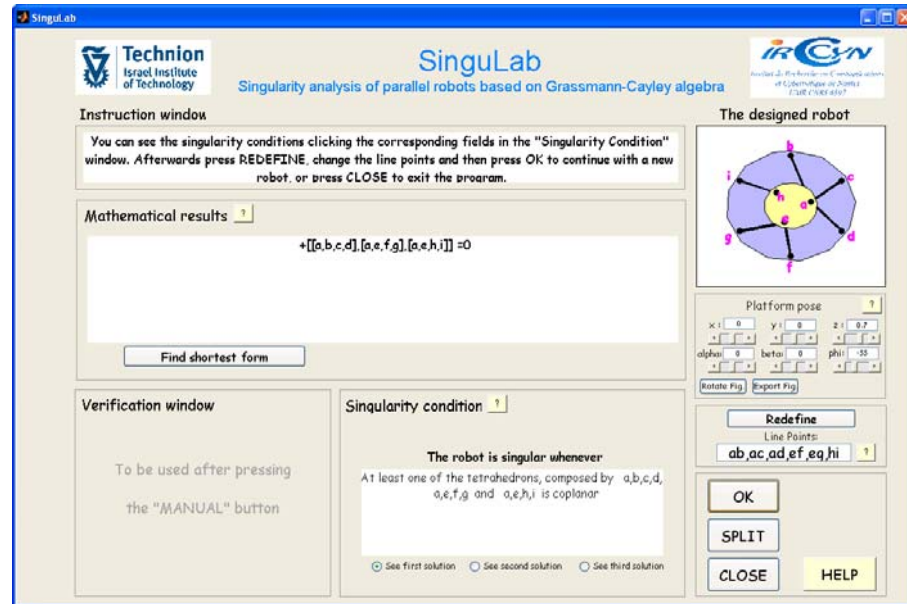 SinguLab
Technion
Israel Institute
of Technology
SinguLab
Singularity analysis of parallel robots based on Grassmann-Cayley algebra
IRCCyN
Instruction window
You can see the singularity conditions clicking the corresponding fields in the "Singularity Condition"
window. Afterwards press REDEFINE, change the line points and then press OK to continue with a new
robot, or press CLOSE to exit the program.
The designed robot
b
i
c
h
a
e
g
d
f
Mathematical results ?
+[[a,b,c,d],[a,e,f,g],[a,e,h,i]] =0
Find shortest form
Platform pose ?
x: 0 y: 0 z: 0.7
alpha: 0 beta: 0 phi: -55
Rotate Fig Export Fig
Verification window
To be used after pressing
the "MANUAL" button
Singularity condition ?
The robot is singular whenever
At least one of the tetrahedrons, composed by a,b,c,d,
a,e,f,g and a,e,h,i is coplanar
See first solution See second solution See third solution
Redefine
Line Points:
ab,ac,ad,ef,eg,hi ?
OK
SPLIT
CLOSE HELP